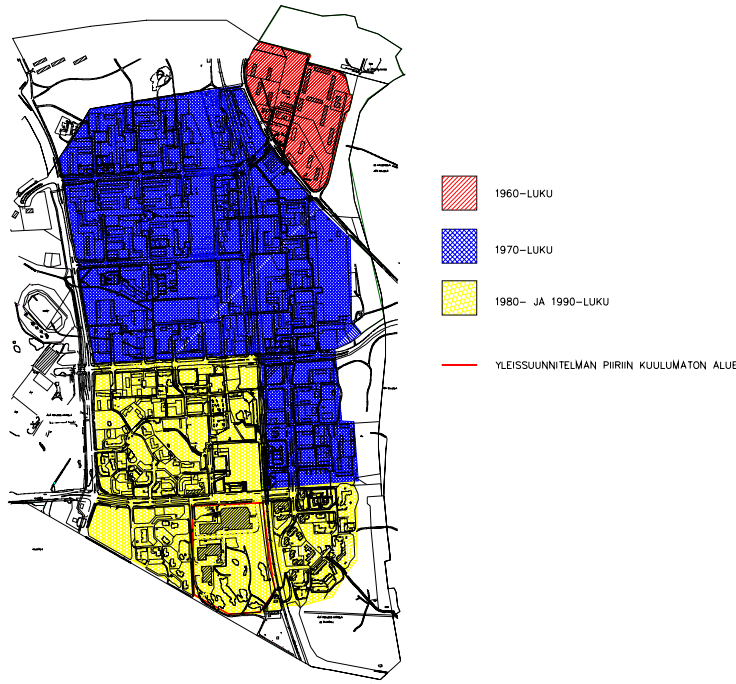 1960-LUKU
1970-LUKU
1980- JA 1990-LUKU
YLEISSUUNNITELMAN PIIRIIN KUULUMATON ALUE